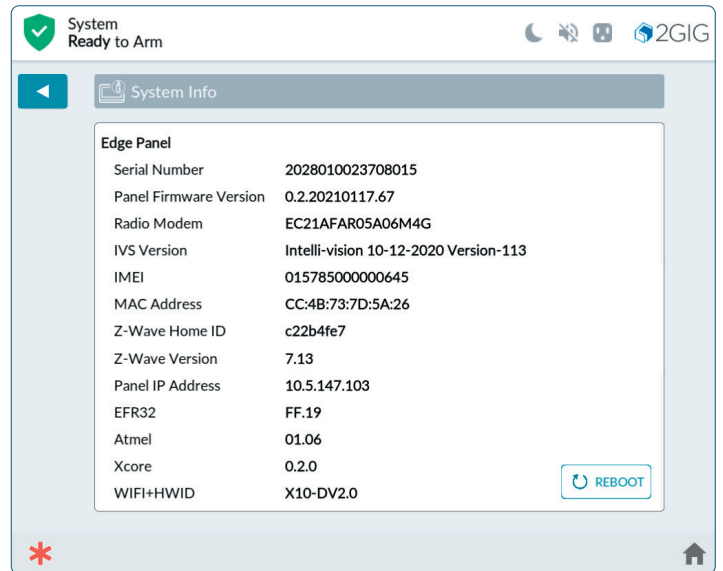 System
Ready to Arm
2GIG
System Info
Edge Panel
Serial Number 2028010023708015
Panel Firmware Version 0.2.20210117.67
Radio Modem EC21AFAR05A06M4G
IVS Version Intelli-vision 10-12-2020 Version-113
IMEI 015785000000645
MAC Address CC:4B:73:7D:5A:26
Z-Wave Home ID c22b4fe7
Z-Wave Version 7.13
Panel IP Address 10.5.147.103
EFR32 FF.19
Atmel 01.06
Xcore 0.2.0
REBOOT
WIFI+HWID X10-DV2.0